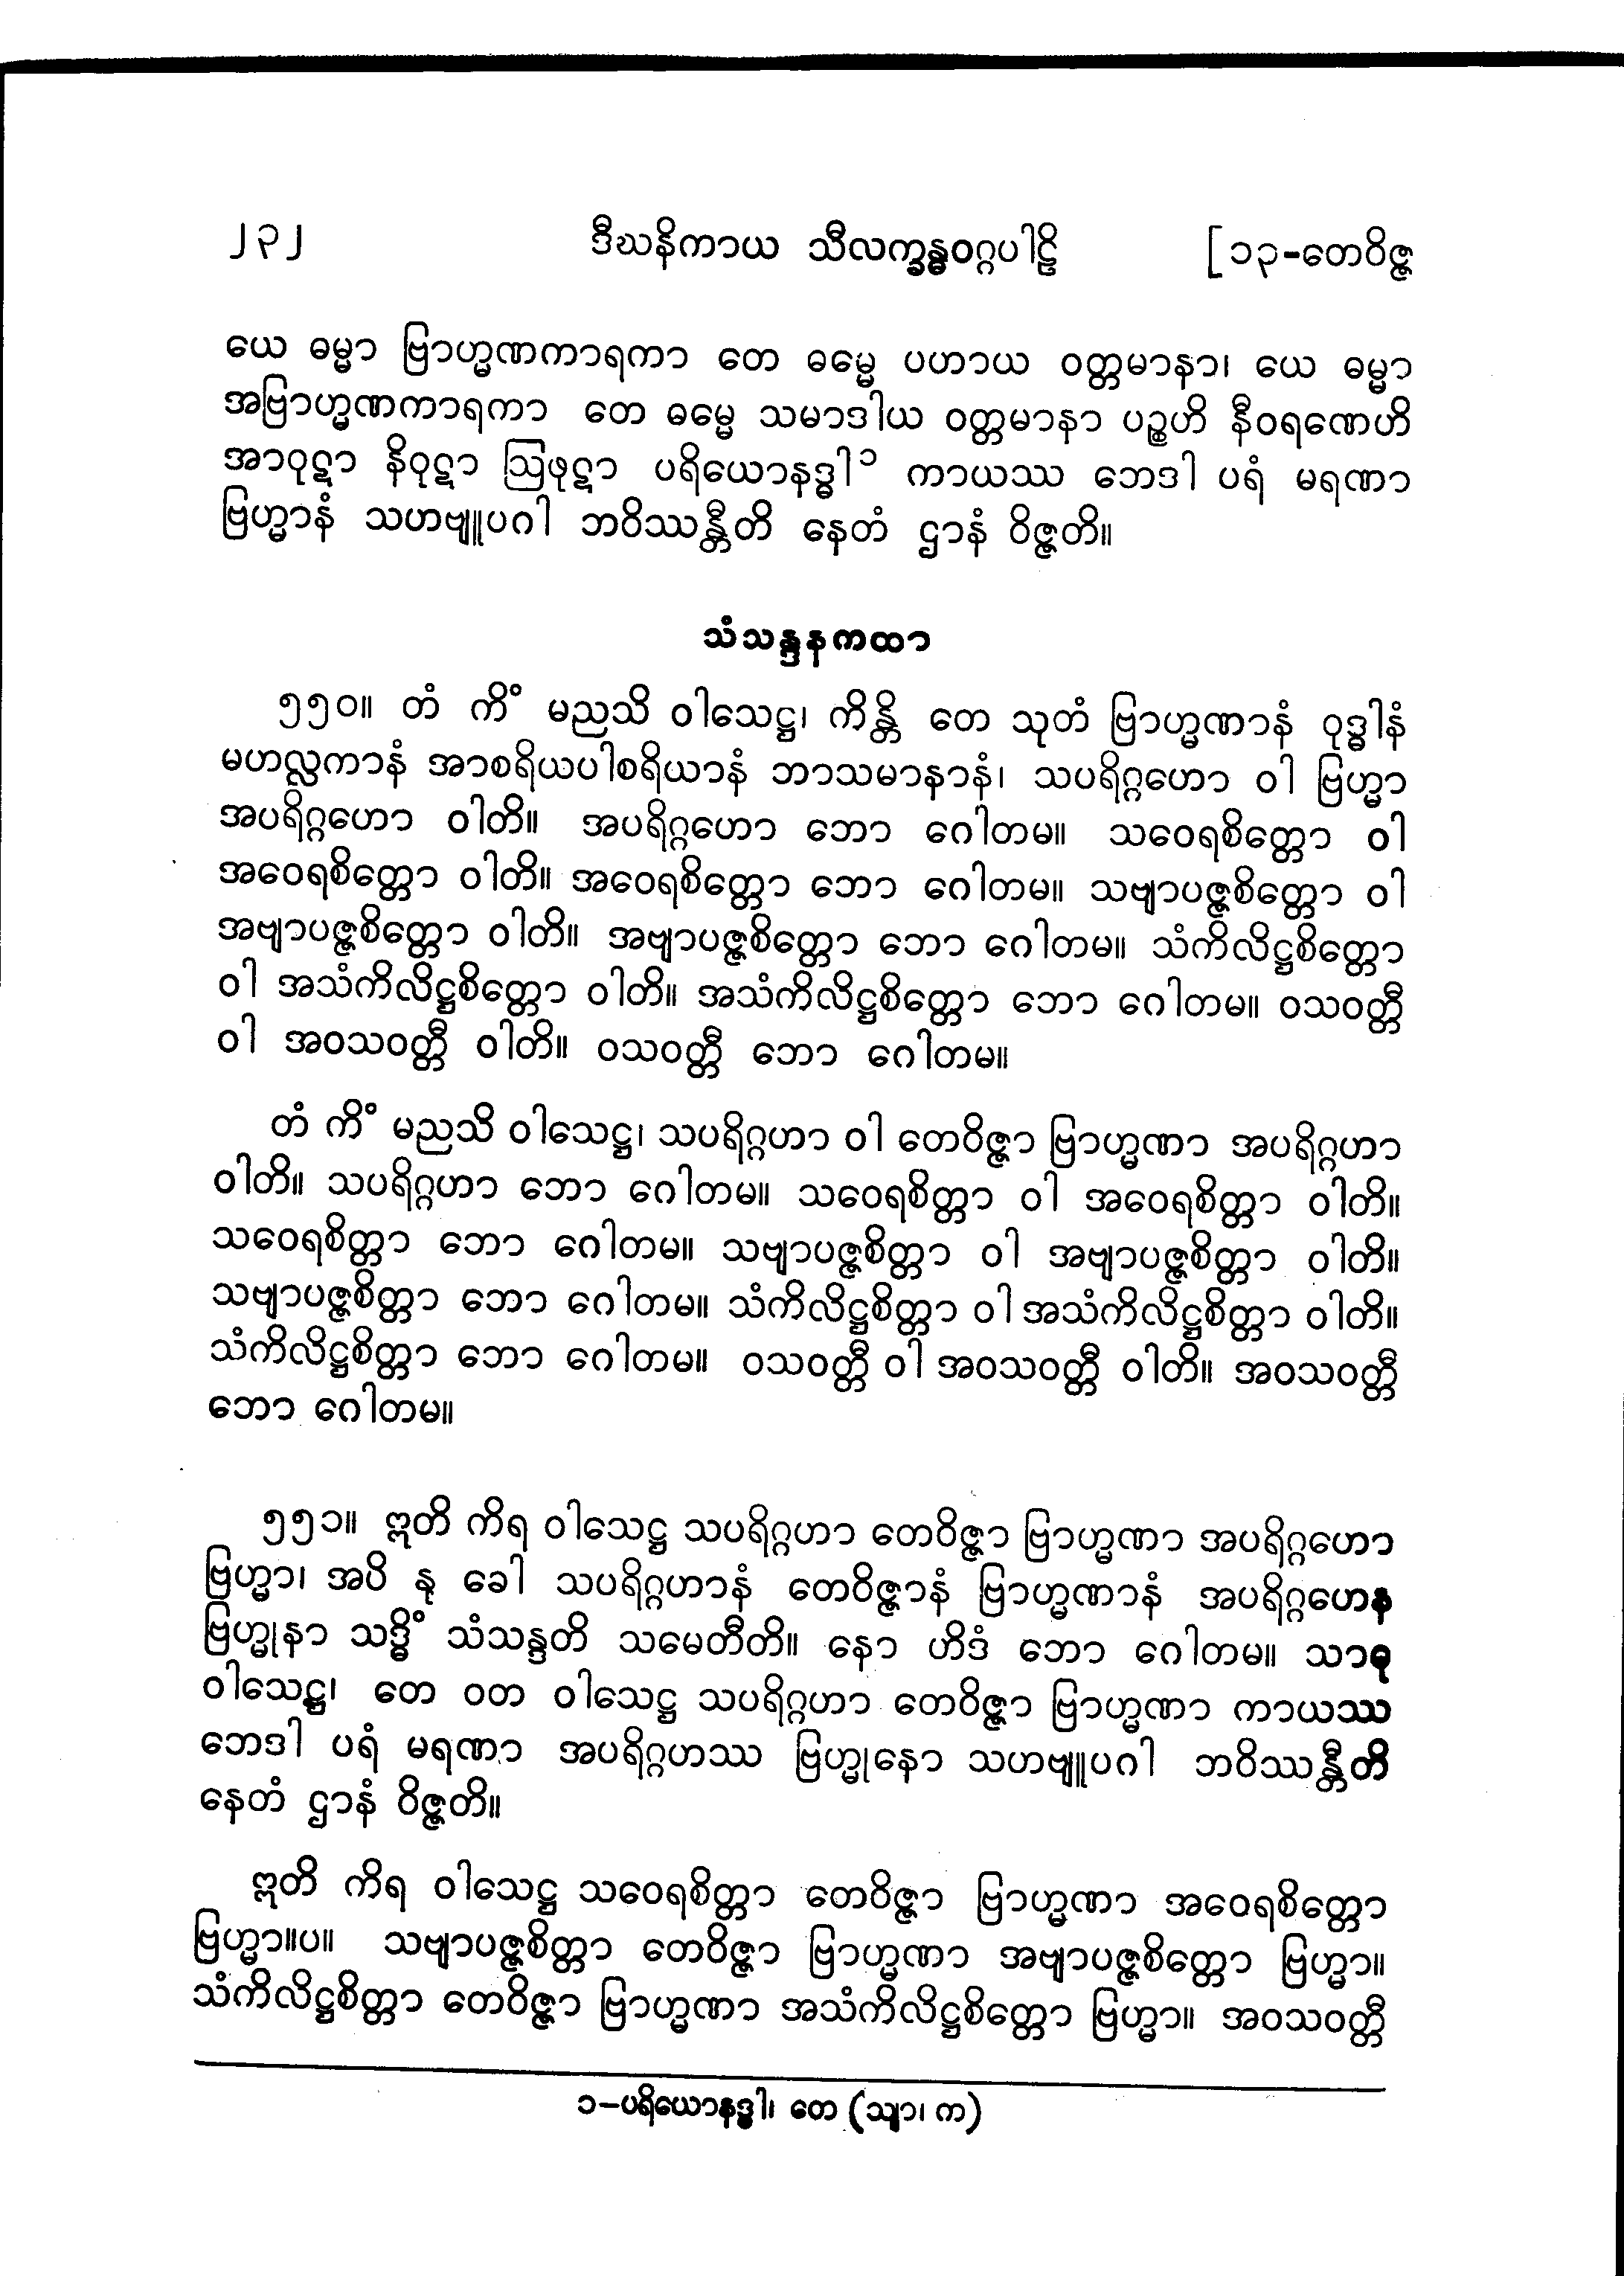 ၂၃၂ ဒီဃနိကာယ သီလက္ခန္ဓဝဂ္ဂပါဠိ [၁၃-တေဝိဇ္ဇ
ယေ ဓမ္မာ ဗြာဟ္မဏကာရကာ တေ ဓမ္မေ ပဟာယ ဝတ္တမာနာ၊ ယေ ဓမ္မာ
အဗြာဟ္မဏကာရကာ တေ ဓမ္မေ သမာဒါယ ဝတ္တမာနာ ပဉ္စဟိ နီဝရဏေဟိ
အာဝုဋာ နိဝုဋာ ဩဖုဋာ ပရိယောနဒ္ဓါ ၁ ကာယဿ ဘေဒါ ပရံ မရဏာ
ဗြဟ္မာနံ သဟဗျူပဂါ ဘဝိဿန္တီတိ နေတံ ဌာနံ ဝိဇ္ဇတိ။
သံသန္ဒနကထာ
၅၅၀။ တံ ကိံ မညသိ ဝါသေဋ္ဌ၊ ကိန္တိ တေ သုတံ ဗြာဟ္မဏာနံ ဝုဒ္ဓါနံ
မဟလ္လကာနံ အာစရိယပါစရိယာနံ ဘာသမာနာနံ၊ သပရိဂ္ဂဟော ဝါ ဗြဟ္မာ
အပရိဂ္ဂဟော ဝါတိ။ အပရိဂ္ဂဟော ဘော ဂေါတမ။ သဝေရစိတ္တော ဝါ
အဝေရစိတ္တော ဝါတိ။ အဝေရစိတ္တော ဘော ဂေါတမ။ သဗျာပဇ္ဇစိတ္တော ဝါ
အဗျာပဇ္ဇစိတ္တော ဝါတိ။ အဗျာပဇ္ဇစိတ္တော ဘော ဂေါတမ။ သံကိလိဋ္ဌစိတ္တော
ဝါ အသံကိလိဋ္ဌစိတ္တော ဝါတိ။ အသံကိလိဋ္ဌစိတ္တော ဘော ဂေါတမ။ ဝသဝတ္တီ
ဝါ အဝသဝတ္တီ ဝါတိ။ ဝသဝတ္တီ ဘော ဂေါတမ။
တံ ကိံ မညသိ ဝါသေဋ္ဌ၊ သပရိဂ္ဂဟာ ဝါ တေဝိဇ္ဇာ ဗြာဟ္မဏာ အပရိဂ္ဂဟာ
ဝါတိ။ သပရိဂ္ဂဟာ ဘော ဂေါတမ။ သဝေရစိတ္တာ ဝါ အဝေရစိတ္တာ ဝါတိ။
သဝေရစိတ္တာ ဘော ဂေါတမ။ သဗျာပဇ္ဇစိတ္တာ ဝါ အဗျာပဇ္ဇစိတ္တာ ဝါတိ။
သဗျာပဇ္ဇစိတ္တာ ဘော ဂေါတမ။ သံကိလိဋ္ဌစိတ္တာ ဝါ အသံကိလိဋ္ဌစိတ္တာ ဝါတိ။
သံကိလိဋ္ဌစိတ္တာ ဘော ဂေါတမ။ ဝသဝတ္တီ ဝါ အဝသဝတ္တီ ဝါတိ။ အဝသဝတ္တီ
ဘော ဂေါတမ။
၅၅၁။ ဣတိ ကိရ ဝါသေဋ္ဌ သပရိဂ္ဂဟာ တေဝိဇ္ဇာ ဗြာဟ္မဏာ အပရိဂ္ဂဟော
ဗြဟ္မာ၊ အပိ နု ခေါ သပရိဂ္ဂဟာနံ တေဝိဇ္ဇာနံ ဗြာဟ္မဏာနံ အပရိဂ္ဂဟေန
ဗြဟ္မုနာ သဒ္ဓိံ သံသန္ဒတိ သမေတီတိ။ နော ဟိဒံ ဘော ဂေါတမ။ သာဓု
ဝါသေဋ္ဌ၊ တေ ဝတ ဝါသေဋ္ဌ သပရိဂ္ဂဟာ တေဝိဇ္ဇာ ဗြာဟ္မဏာ ကာယဿ
ဘေဒါ ပရံ မရဏာ အပရိဂ္ဂဟဿ ဗြဟ္မုနော သဟဗျူပဂါ ဘဝိဿန္တီတိ
နေတံ ဌာနံ ဝိဇ္ဇတိ။
ဣတိ ကိရ ဝါသေဋ္ဌ သဝေရစိတ္တာ တေဝိဇ္ဇာ ဗြာဟ္မဏာ အဝေရစိတ္တော
ဗြဟ္မာ။ပ။ သဗျာပဇ္ဇစိတ္တာ တေဝိဇ္ဇာ ဗြာဟ္မဏာ အဗျာပဇ္ဇစိတ္တော ဗြဟ္မာ။
သံကိလိဋ္ဌစိတ္တာ တေဝိဇ္ဇာ ဗြာဟ္မဏာ အသံကိလိဋ္ဌစိတ္တော ဗြဟ္မာ။ အဝသဝတ္တီ
၁–ပရိယောနဒ္ဓါ၊ တေ (သျာ၊ က)